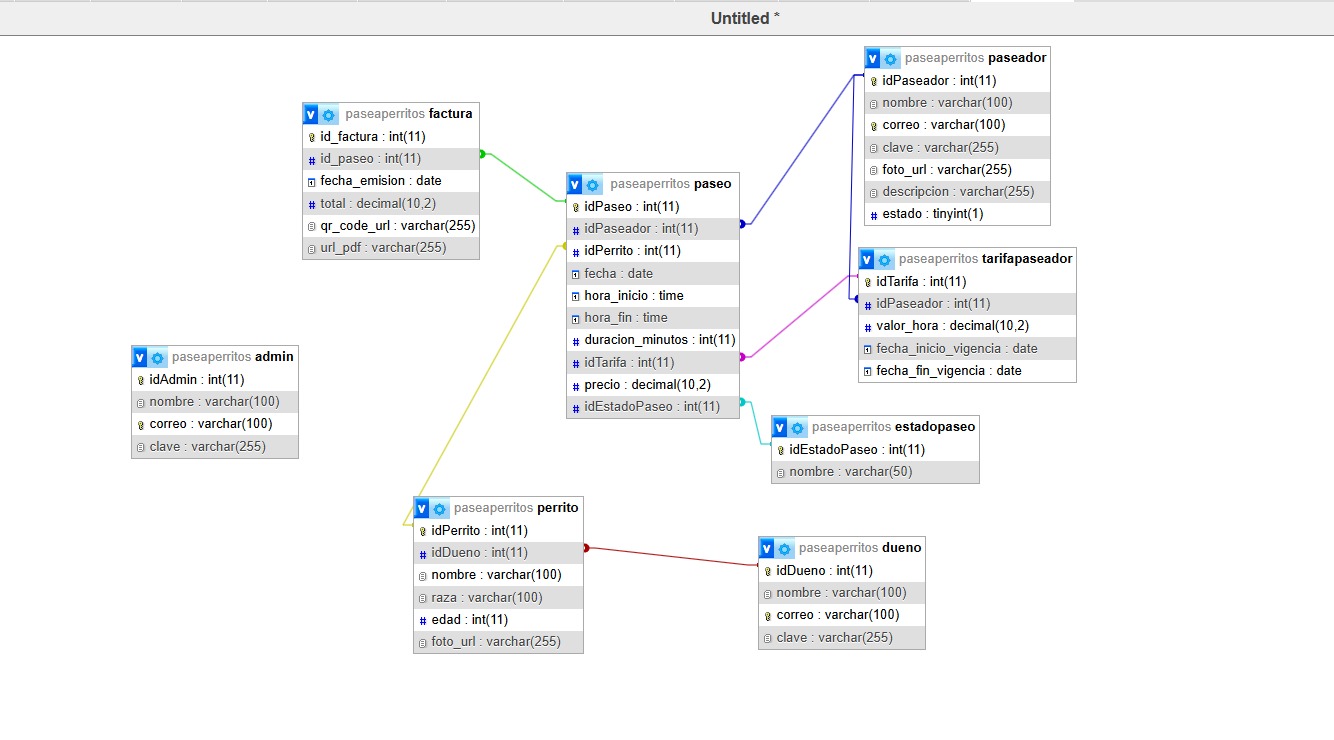 Untitled *
paseaperritos paseador
idPaseador : int(11)
nombre : varchar(100)
correo : varchar(100)
clave : varchar(255)
foto_url : varchar(255)
descripcion : varchar(255)
estado : tinyint(1)
paseaperritos factura
id_factura : int(11)
id_paseo : int(11)
fecha_emision : date
total : decimal(10,2)
qr_code_url : varchar(255)
url_pdf : varchar(255)
paseaperritos paseo
idPaseo : int(11)
idPaseador : int(11)
idPerrito : int(11)
fecha : date
hora_inicio : time
hora_fin : time
duracion_minutos : int(11)
idTarifa : int(11)
precio : decimal(10,2)
idEstadoPaseo : int(11)
paseaperritos tarifapaseador
idTarifa : int(11)
idPaseador : int(11)
valor_hora : decimal(10,2)
fecha_inicio_vigencia : date
fecha_fin_vigencia : date
paseaperritos admin
idAdmin : int(11)
nombre : varchar(100)
correo : varchar(100)
clave : varchar(255)
paseaperritos estadopaseo
idEstadoPaseo : int(11)
nombre : varchar(50)
paseaperritos perrito
idPerrito : int(11)
idDueno : int(11)
nombre : varchar(100)
raza : varchar(100)
edad : int(11)
foto_url : varchar(255)
paseaperritos dueno
idDueno : int(11)
nombre : varchar(100)
correo : varchar(100)
clave : varchar(255)